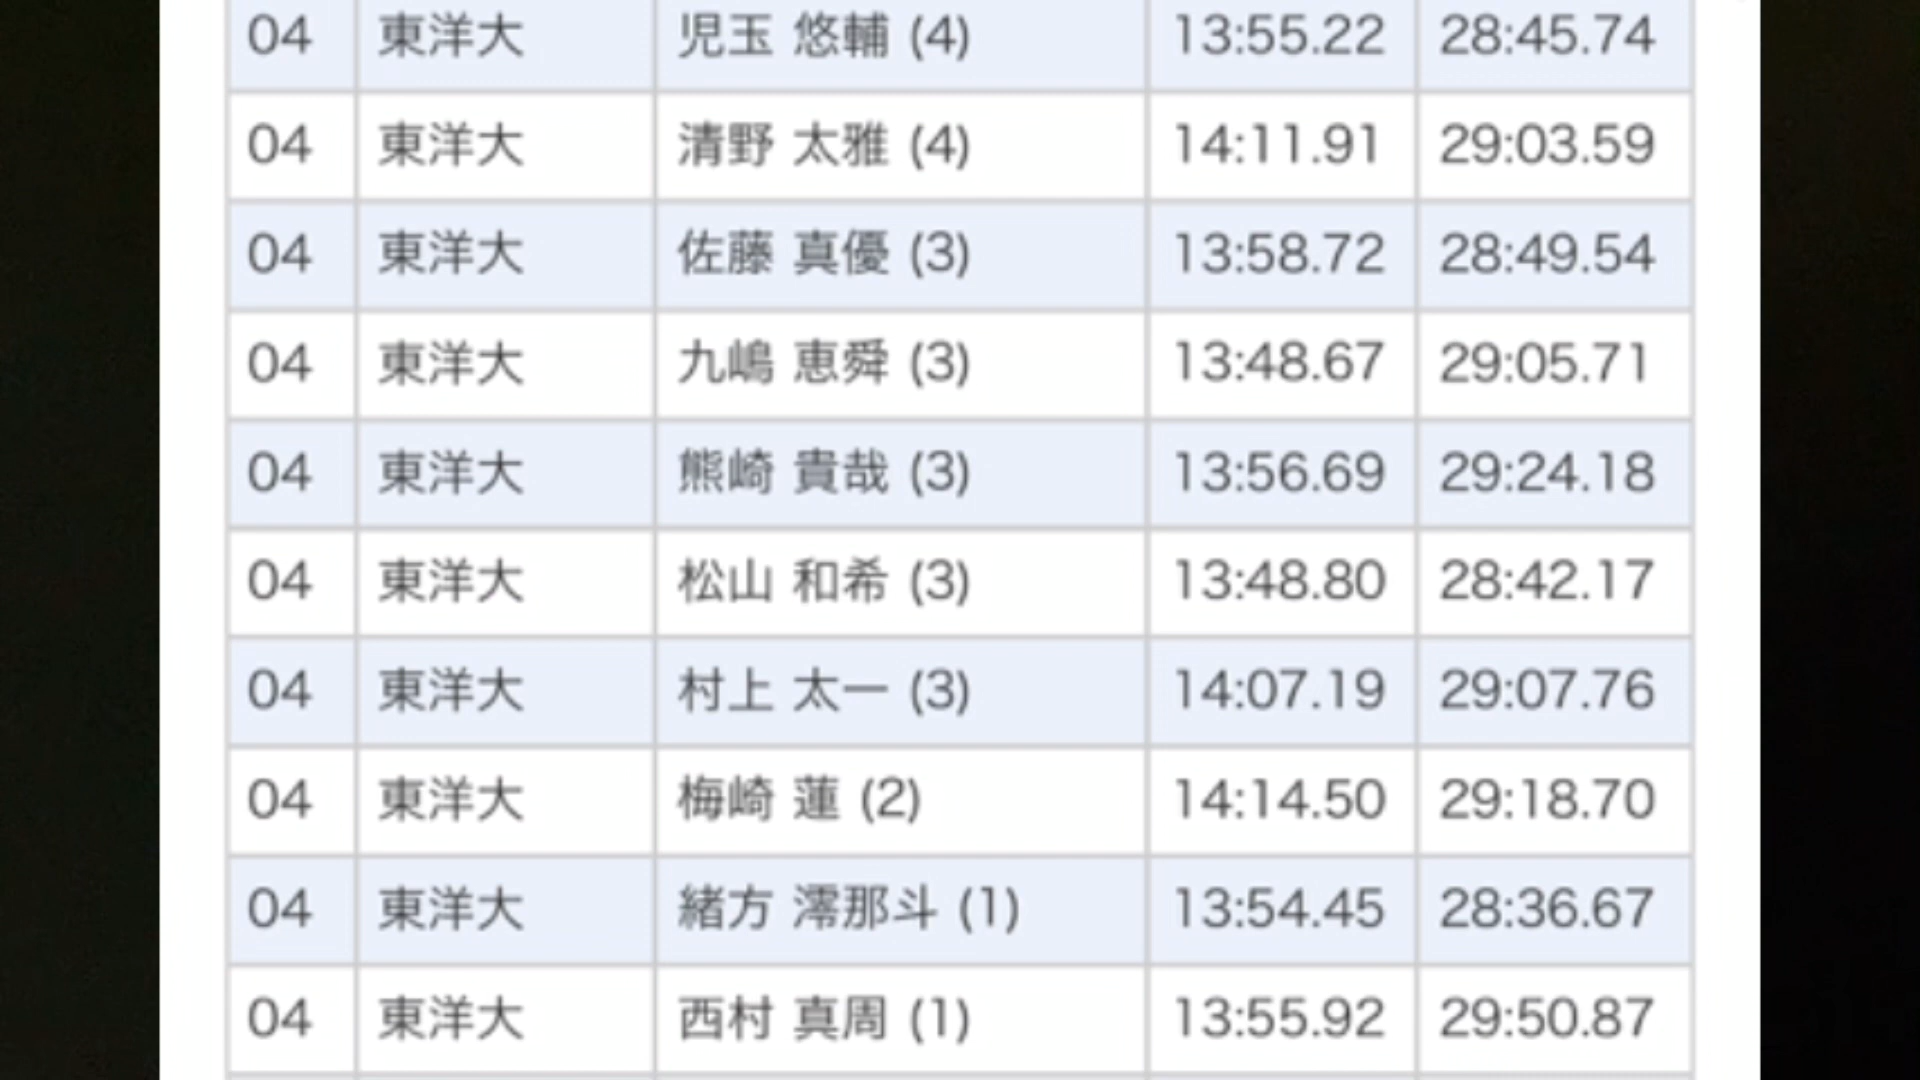 04 東洋大 児玉 悠輔 (4) 13:55.22 28:45.74
04 東洋大 清野 太雅 (4) 14:11.91 29:03.59
04 東洋大 佐藤 真優 (3) 13:58.72 28:49.54
04 東洋大 九嶋 恵舜 (3) 13:48.67 29:05.71
04 東洋大 熊崎 貴哉 (3) 13:56.69 29:24.18
04 東洋大 松山 和希 (3) 13:48.80 28:42.17
04 東洋大 村上 太一 (3) 14:07.19 29:07.76
04 東洋大 梅崎 蓮 (2) 14:14.50 29:18.70
04 東洋大 緒方 澪那斗 (1) 13:54.45 28:36.67
04 東洋大 西村 真周 (1) 13:55.92 29:50.87